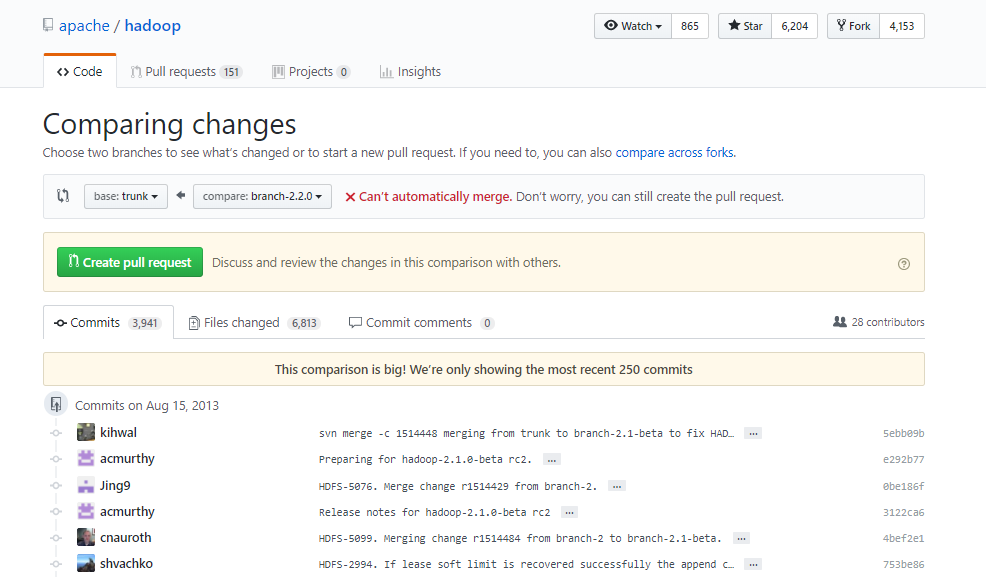 apache / hadoop
Watch 865 Star 6,204 Fork 4,153
Code Pull requests 151 Projects 0 Insights
Comparing changes
Choose two branches to see what's changed or to start a new pull request. If you need to, you can also compare across forks.
base: trunk compare: branch-2.2.0 Can't automatically merge. Don't worry, you can still create the pull request.
Create pull request Discuss and review the changes in this comparison with others.
Commits 3,941 Files changed 6,813 Commit comments 0 28 contributors
This comparison is big! We're only showing the most recent 250 commits
Commits on Aug 15, 2013
kihwal svn merge -c 1514448 merging from trunk to branch-2.1-beta to fix HAD… … 5ebb09b
acmurthy Preparing for hadoop-2.1.0-beta rc2. … e292b77
Jing9 HDFS-5076. Merge change r1514429 from branch-2. … 0be186f
acmurthy Release notes for hadoop-2.1.0-beta rc2 … 3122ca6
cnauroth HDFS-5099. Merging change r1514484 from branch-2 to branch-2.1-beta. … 4bef2e1
shvachko HDFS-2994. If lease soft limit is recovered successfully the append c… … 753be86